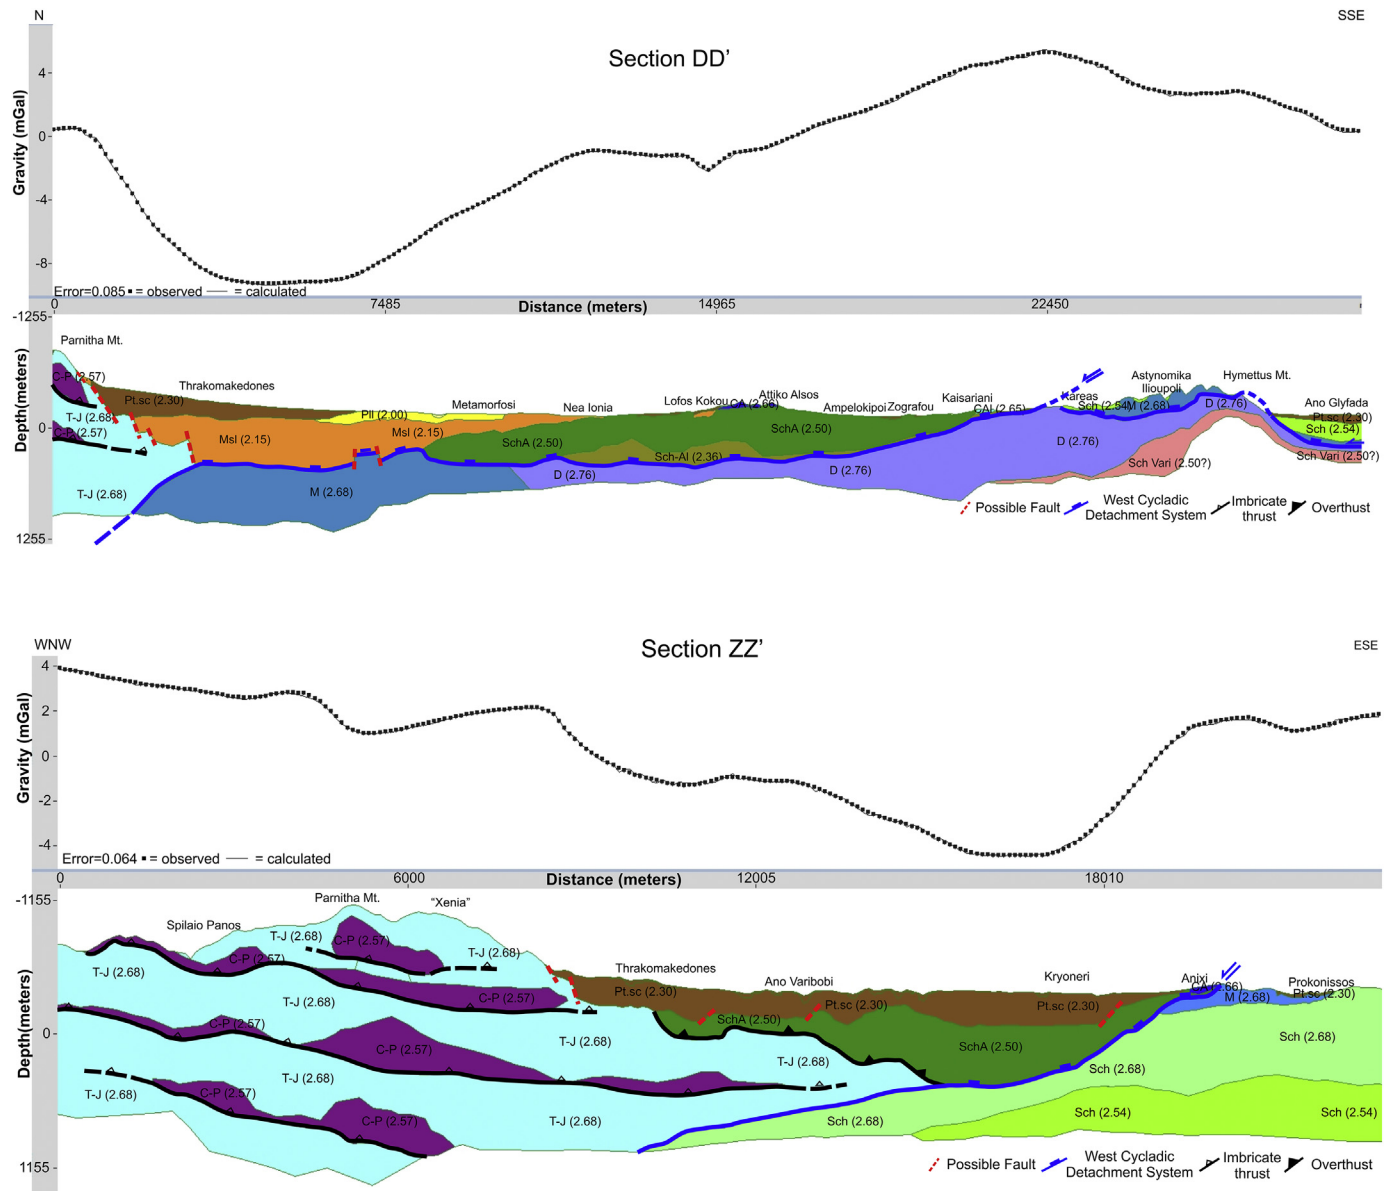 N
SSE
Section DD'
Gravity (mGal)
4
0
-4
-8
Error=0.085 = observed = calculated
0
7485
Distance (meters)
14965
22450
-1255
Depth(meters)
0
1255
Parnitha Mt.
Thrakomakedones
Metamorfosi
Nea Ionia
Lofos Kokou
Attiko Alsos
Ampelokipoi
Zografou
Kaisariani
Kareas
Astynomika
Ilioupoli
Hymettus Mt.
Ano Glyfada
C-P (2.57)
Pt.sc (2.30)
T-J (2.68)
C-P (2.57)
T-J (2.68)
Msl (2.15)
Pll (2.00)
Msl (2.15)
M (2.68)
SchA (2.50)
D (2.76)
Sch-Al (2.36)
CA (2.66)
SchA (2.50)
D (2.76)
CAl (2.65)
D (2.76)
Sch (2.54)
M (2.68)
D (2.76)
Sch Vari (2.50?)
Pt.sc (2.30)
Sch (2.54)
Sch Vari (2.50?)
Possible Fault
West Cycladic
Detachment System
Imbricate
thrust
Overthust
WNW
ESE
Section ZZ'
Gravity (mGal)
4
2
0
-2
-4
Error=0.064 = observed = calculated
0
6000
Distance (meters)
12005
18010
-1155
Depth(meters)
0
1155
Spilaio Panos
Parnitha Mt.
"Xenia"
Thrakomakedones
Ano Varibobi
Kryoneri
Anixi
Prokonissos
T-J (2.68)
C-P (2.57)
T-J (2.68)
C-P (2.57)
T-J (2.68)
T-J (2.68)
C-P (2.57)
T-J (2.68)
C-P (2.57)
C-P (2.57)
T-J (2.68)
T-J (2.68)
C-P (2.57)
C-P (2.57)
T-J (2.68)
T-J (2.68)
T-J (2.68)
Pt.sc (2.30)
SchA (2.50)
Pt.sc (2.30)
Pt.sc (2.30)
SchA (2.50)
CA (2.66)
M (2.68)
Pt.sc (2.30)
Sch (2.68)
Sch (2.68)
Sch (2.68)
Sch (2.54)
Sch (2.54)
Possible Fault
West Cycladic
Detachment System
Imbricate
thrust
Overthust